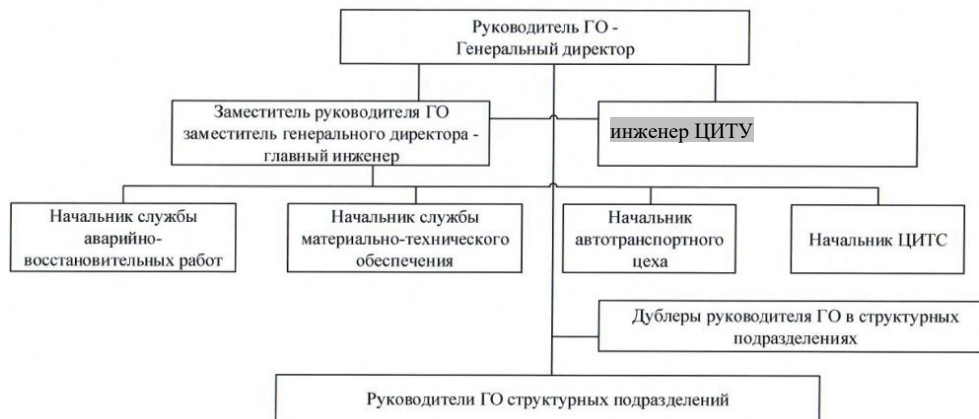 Руководитель ГО -
Генеральный директор
Заместитель руководителя ГО
заместитель генерального директора -
главный инженер
инженер ЦИТУ
Начальник службы
аварийно-
восстановительных работ
Начальник службы
материально-технического
обеспечения
Начальник
автотранспортного
цеха
Начальник ЦИТС
Дублеры руководителя ГО в структурных
подразделениях
Руководители ГО структурных подразделений